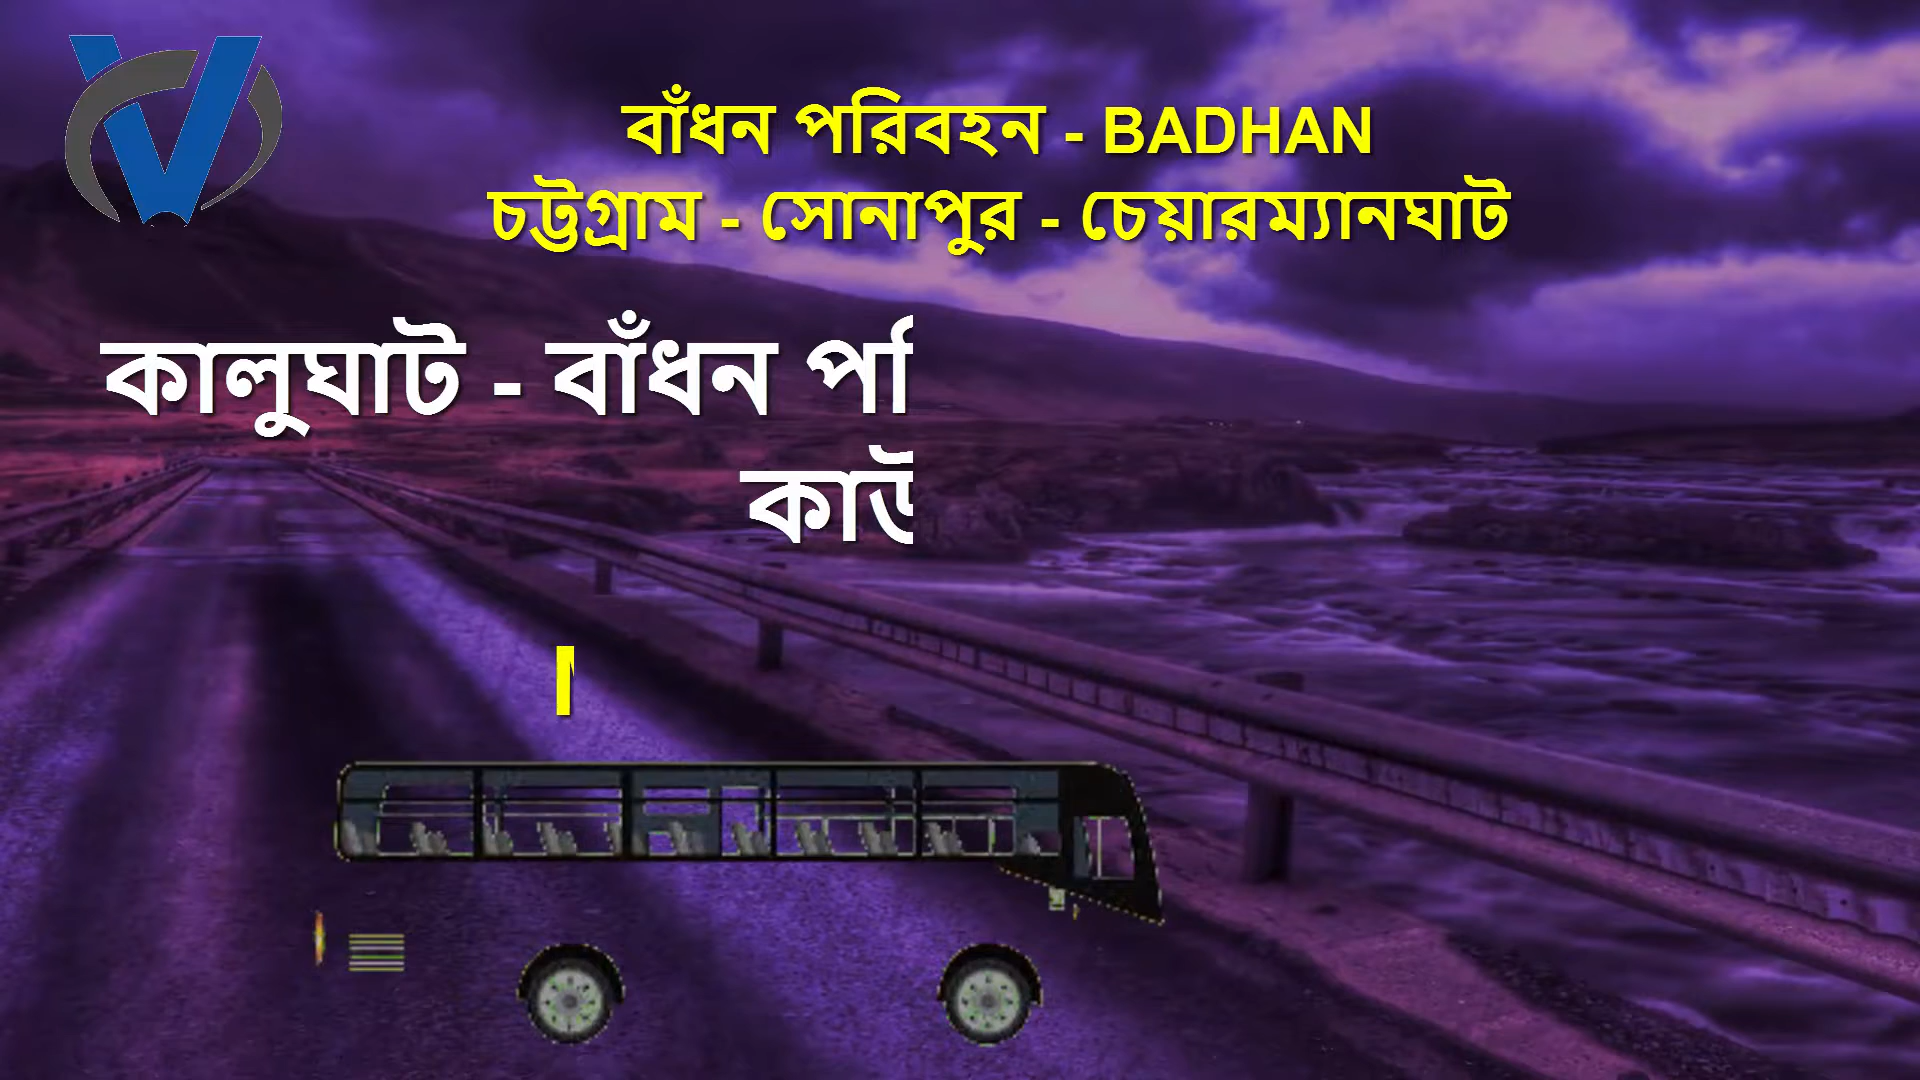 বাঁধন পরিবহন - BADHAN
চট্টগ্রাম - সোনাপুর - চেয়ারম্যানঘাট
কালুঘাট - বাঁধন